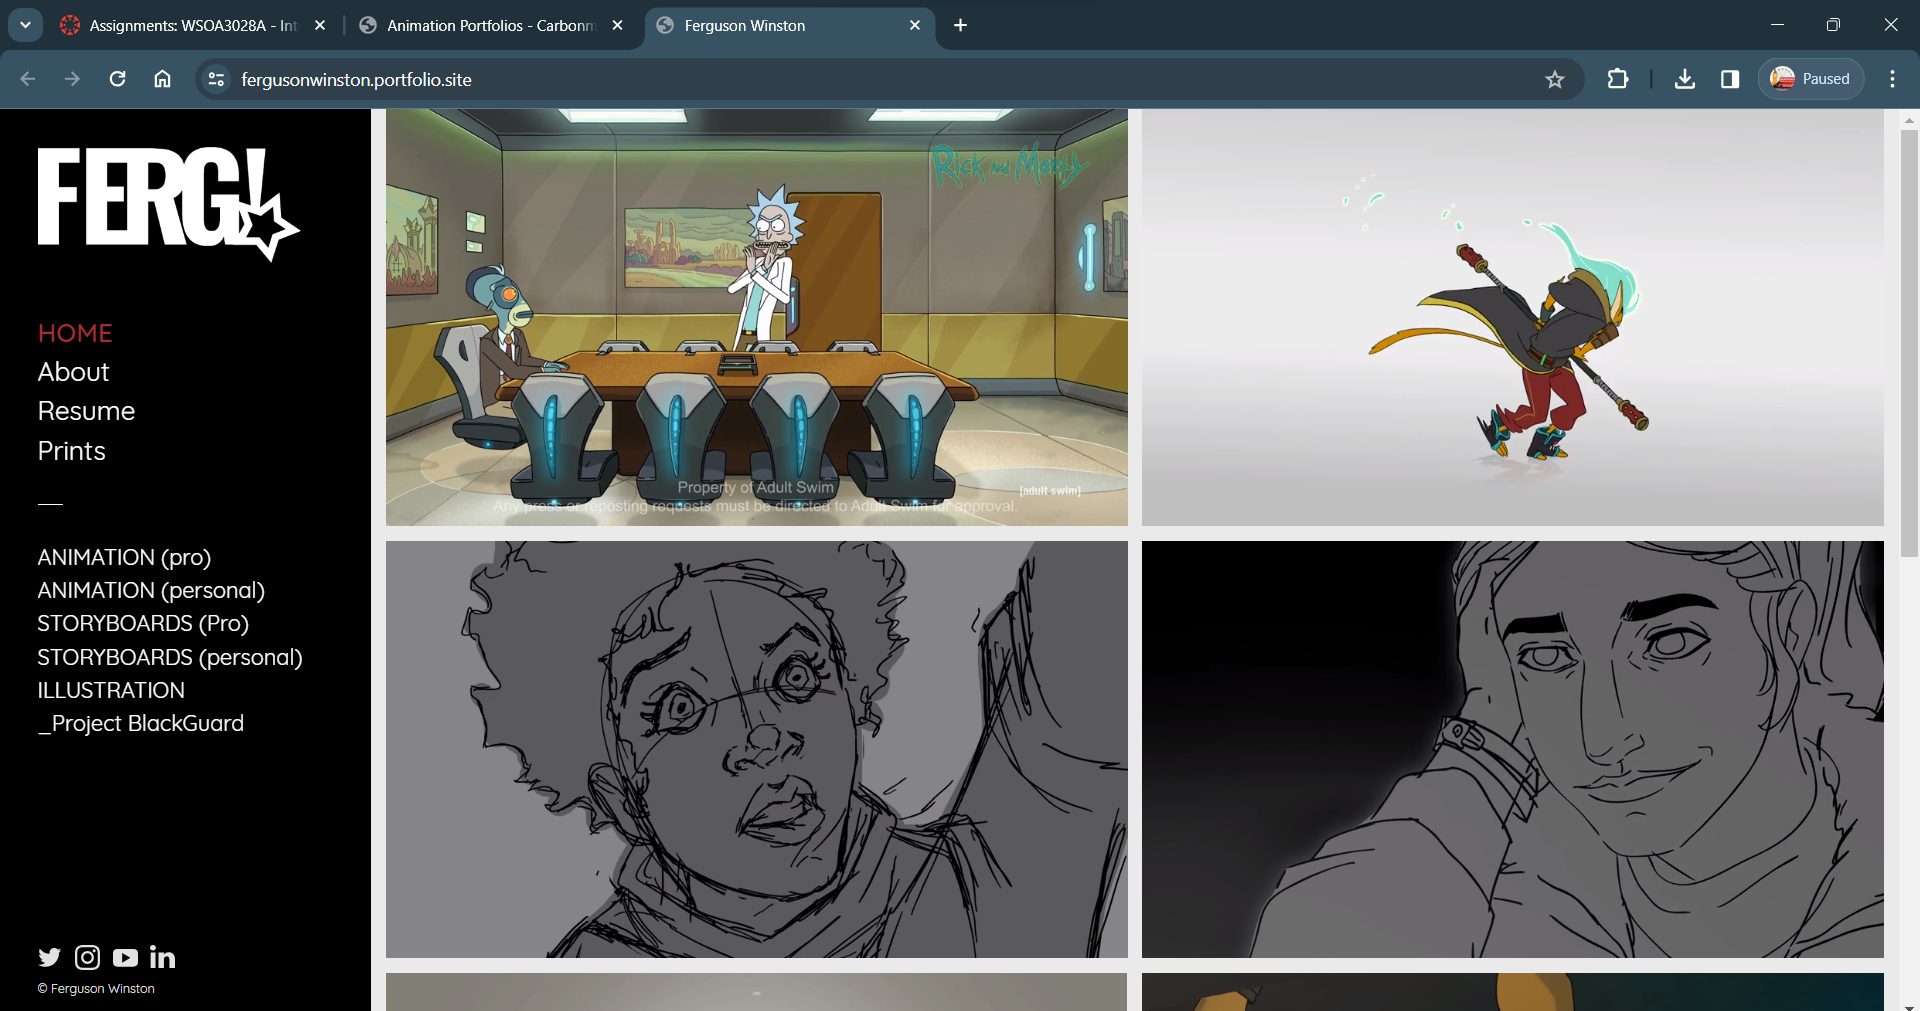 Assignments: WSOA3028A - Int
Animation Portfolios - Carbonm
Ferguson Winston
fergusonwinston.portfolio.site
Paused
FERG!
HOME
About
Resume
Prints
ANIMATION (pro)
ANIMATION (personal)
STORYBOARDS (Pro)
STORYBOARDS (personal)
ILLUSTRATION
_Project BlackGuard
© Ferguson Winston
Rick and Morty
Property of Adult Swim
[adult swim]
Any press or reposting requests must be directed to Adult Swim for approval.